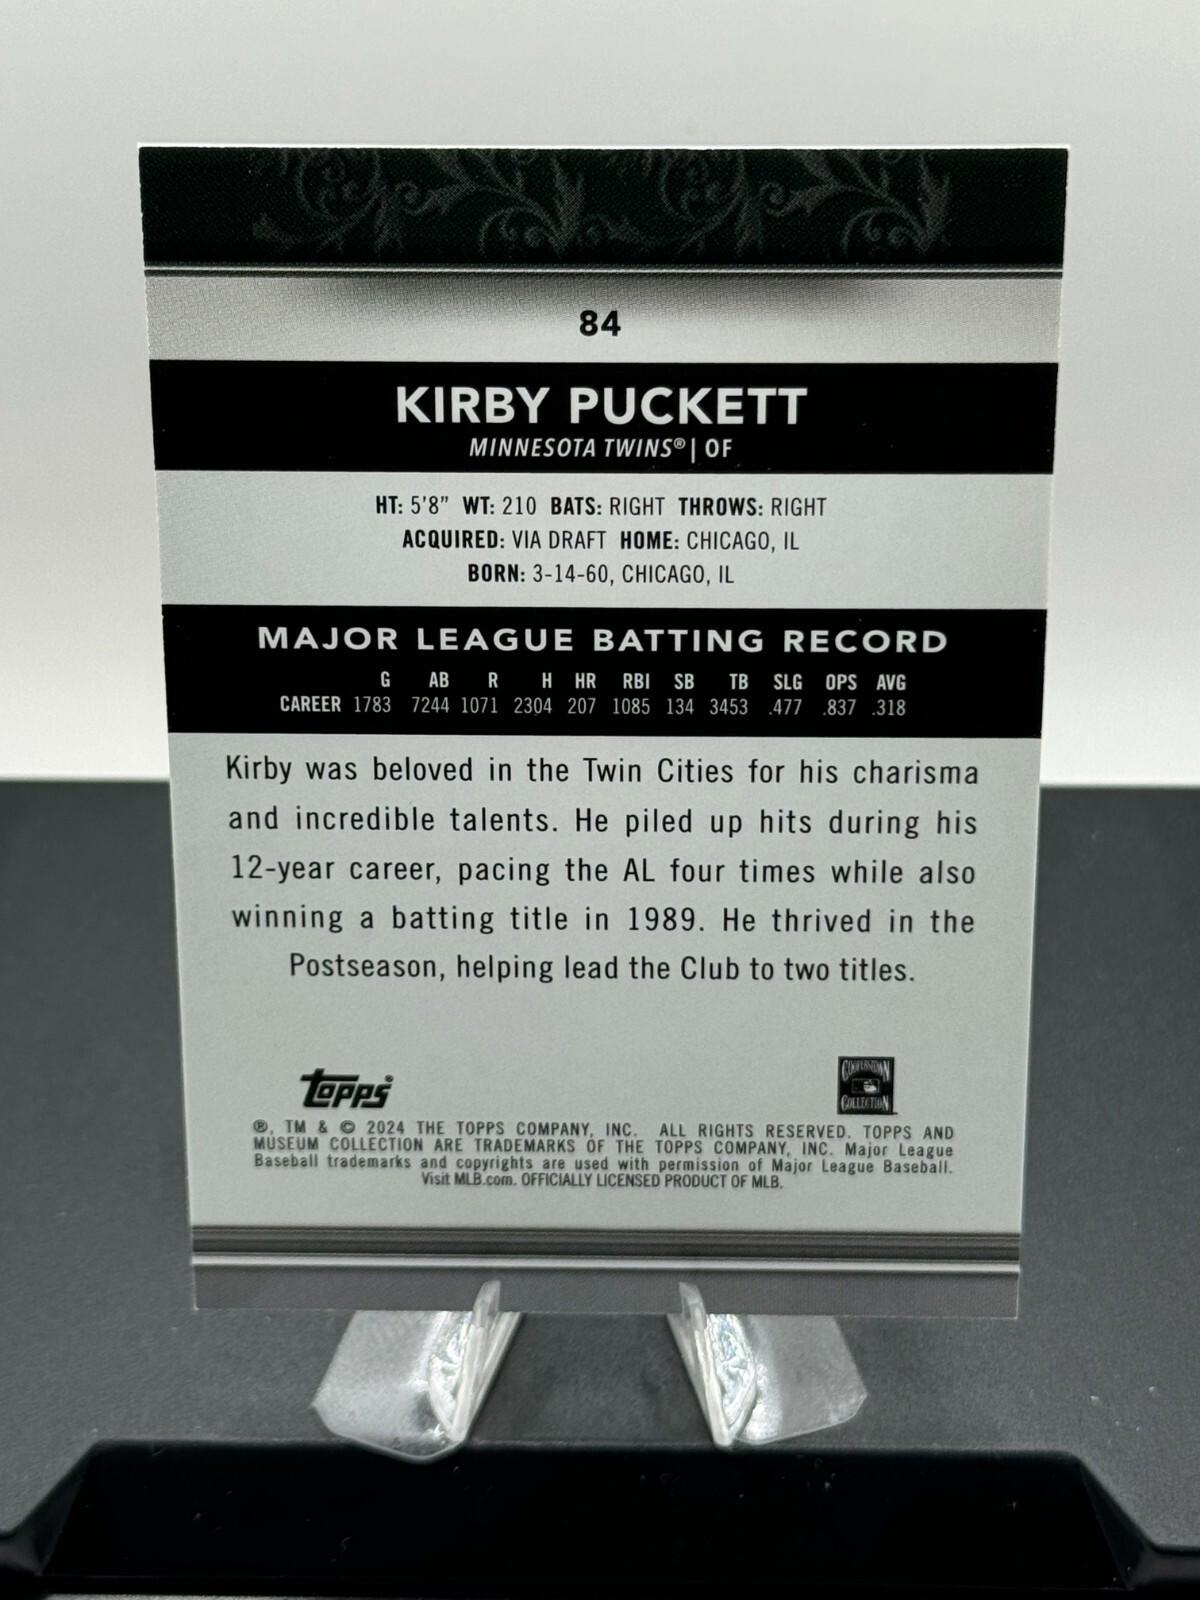 84
KIRBY PUCKETT
MINNESOTA TWINS® | OF
HT: 5'8" WT: 210 BATS: RIGHT THROWS: RIGHT
ACQUIRED: VIA DRAFT HOME: CHICAGO, IL
BORN: 3-14-60, CHICAGO, IL
MAJOR LEAGUE BATTING RECORD
G AB R H HR RBI SB TB SLG OPS AVG
CAREER 1783 7244 1071 2304 207 1085 134 3453 .477 .837 .318
Kirby was beloved in the Twin Cities for his charisma
and incredible talents. He piled up hits during his
12-year career, pacing the AL four times while also
winning a batting title in 1989. He thrived in the
Postseason, helping lead the Club to two titles.
Topps®
COOPERSTOWN
COLLECTION
®, TM & © 2024 THE TOPPS COMPANY, INC. ALL RIGHTS RESERVED. TOPPS AND
MUSEUM COLLECTION ARE TRADEMARKS OF THE TOPPS COMPANY, INC. Major League
Baseball trademarks and copyrights are used with permission of Major League Baseball.
Visit MLB.com. OFFICIALLY LICENSED PRODUCT OF MLB.